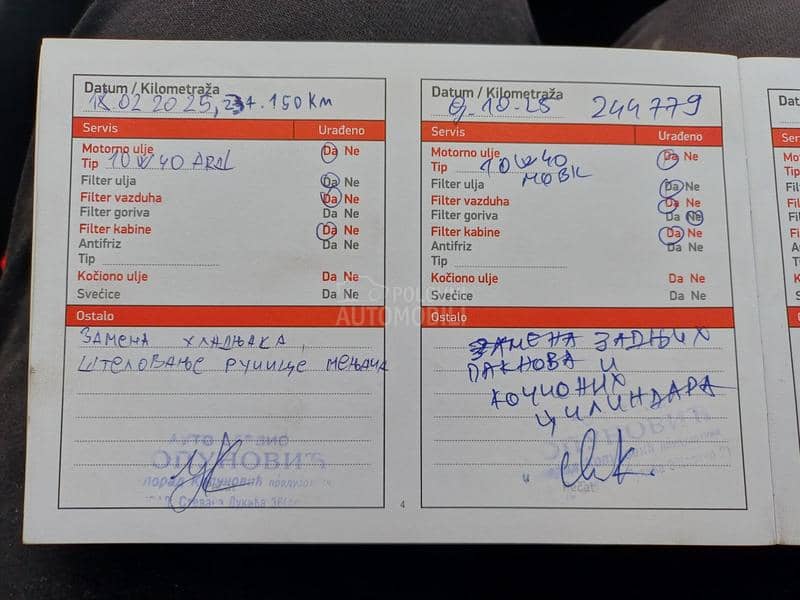 Datum / Kilometraža
18 02 2025, 234.150 Km
Servis Urađeno
Motorno ulje Da Ne
Tip 10W40 ARAL
Filter ulja Da Ne
Filter vazduha Da Ne
Filter goriva Da Ne
Filter kabine Da Ne
Antifriz Da Ne
Tip
Kočiono ulje Da Ne
Svećice Da Ne
Ostalo
ЗАМЕНА ХЛАДЊАКА,
ШТЕЛОВАЊЕ РУЧИЦЕ МЕЊАЧА
ОПУНОВИЋ
4
Datum / Kilometraža
9.10.25 244779
Servis Urađeno
Motorno ulje Da Ne
Tip 10W40
MOBIL
Filter ulja Da Ne
Filter vazduha Da Ne
Filter goriva Da Ne
Filter kabine Da Ne
Antifriz Da Ne
Tip
Kočiono ulje Da Ne
Svećice Da Ne
Ostalo
ЗАМЕНА ЗАДЊИХ
ПАКНОВА И
КОЧИОНИХ
ЦИЛИНДАРА
POLOVNI
AUTOMOBILI